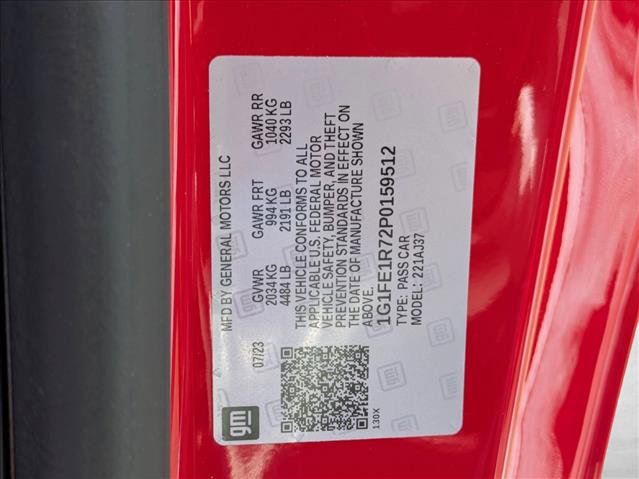 gm
MFD BY GENERAL MOTORS LLC
07/23
GVWR GAWR FRT GAWR RR
2034 KG 994 KG 1040 KG
4484 LB 2191 LB 2293 LB
THIS VEHICLE CONFORMS TO ALL
APPLICABLE U.S. FEDERAL MOTOR
VEHICLE SAFETY, BUMPER, AND THEFT
PREVENTION STANDARDS IN EFFECT ON
THE DATE OF MANUFACTURE SHOWN
ABOVE.
1G1FE1R72P0159512
TYPE: PASS CAR
MODEL: 221AJ37
130X